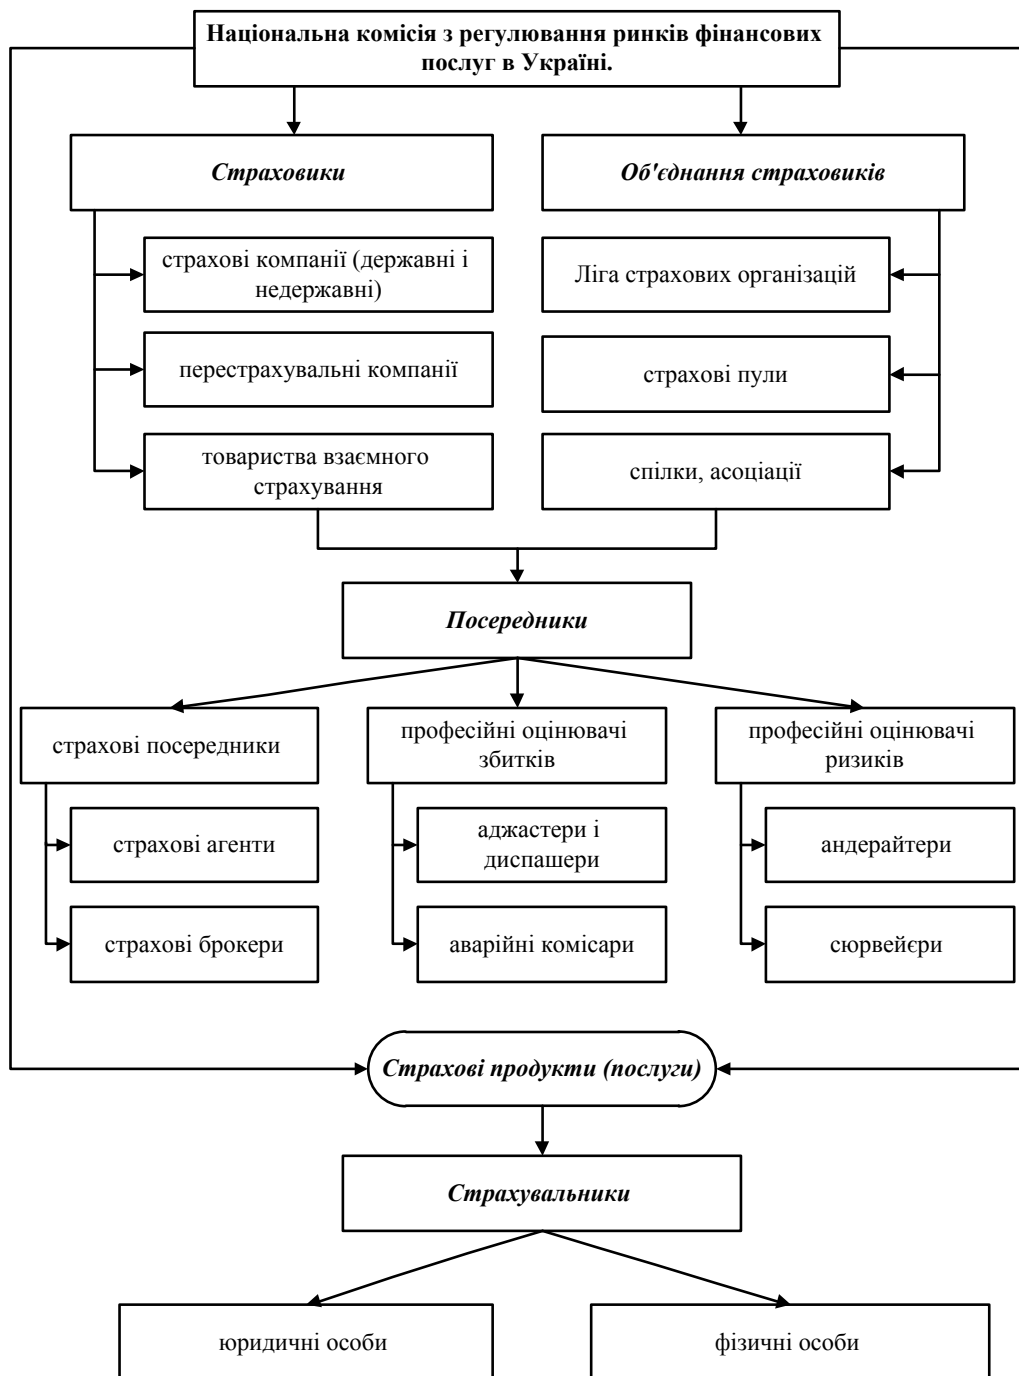 Національна комісія з регулювання ринків фінансових
послуг в Україні.
Страховики
Об'єднання страховиків
страхові компанії (державні і
недержавні)
Ліга страхових організацій
перестрахувальні компанії
страхові пули
товариства взаємного
страхування
спілки, асоціації
Посередники
страхові посередники
професійні оцінювачі
збитків
професійні оцінювачі
ризиків
страхові агенти
аджастери і
диспашери
андерайтери
страхові брокери
аварійні комісари
сюрвейєри
Страхові продукти (послуги)
Страхувальники
юридичні особи
фізичні особи